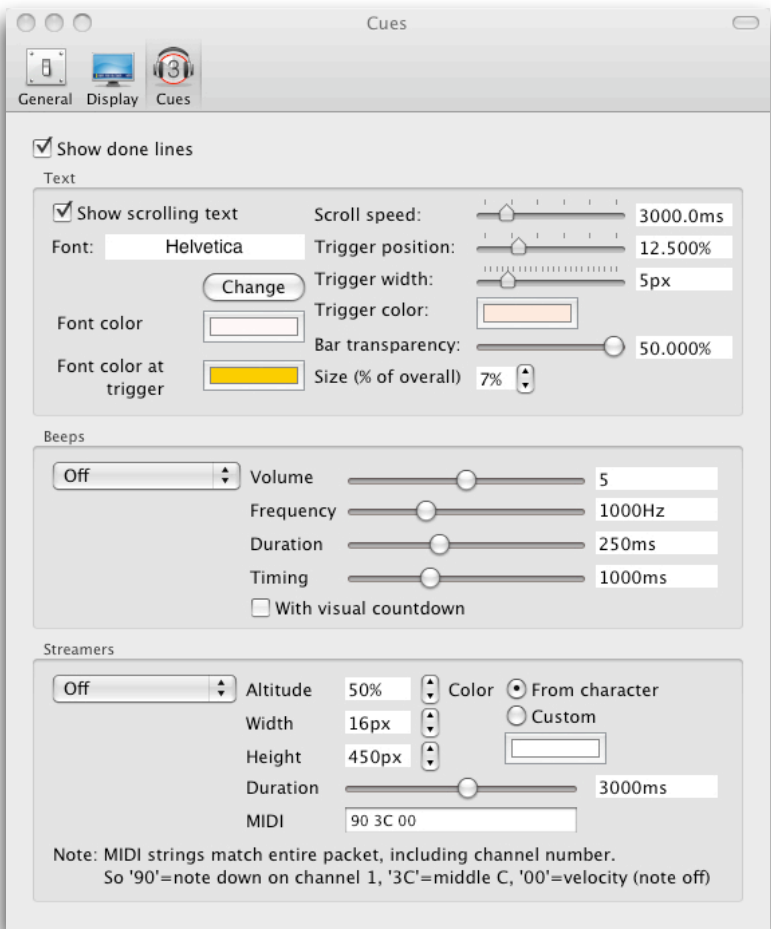 Cues
General Display Cues
3
Show done lines
Text
Show scrolling text
Scroll speed: 3000.0ms
Font: Helvetica
Trigger position: 12.500%
Change
Trigger width: 5px
Font color
Trigger color:
Bar transparency: 50.000%
Font color at
trigger
Size (% of overall) 7%
Beeps
Off
Volume 5
Frequency 1000Hz
Duration 250ms
Timing 1000ms
With visual countdown
Streamers
Off
Altitude 50% Color From character
Width 16px Custom
Height 450px
Duration 3000ms
MIDI 90 3C 00
Note: MIDI strings match entire packet, including channel number.
So '90'=note down on channel 1, '3C'=middle C, '00'=velocity (note off)